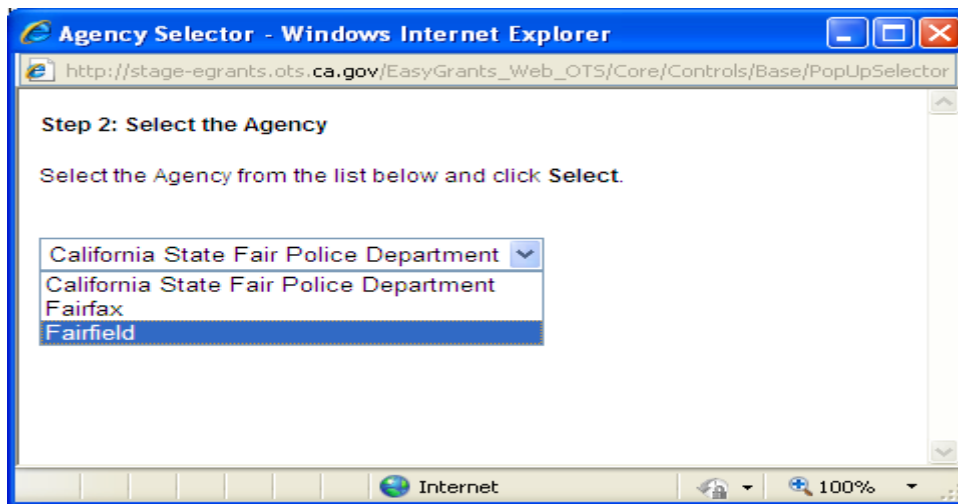 Agency Selector - Windows Internet Explorer
http://stage-egrants.ots.ca.gov/EasyGrants_Web_OTS/Core/Controls/Base/PopUpSelector
Step 2: Select the Agency
Select the Agency from the list below and click Select.
California State Fair Police Department
California State Fair Police Department
Fairfax
Fairfield
Internet 100%